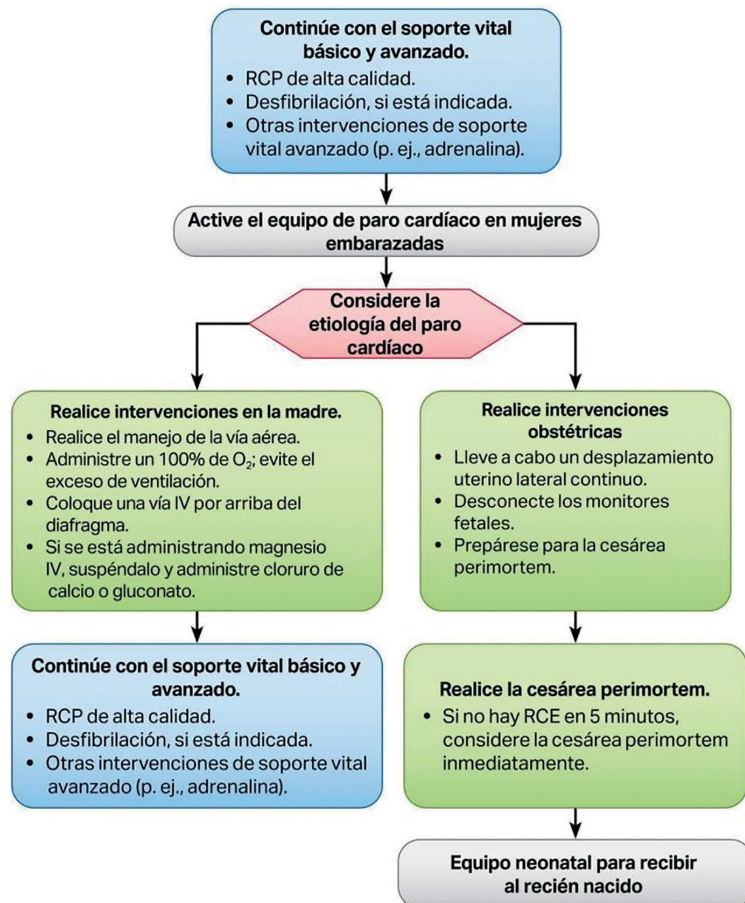 Continúe con el soporte vital
básico y avanzado.
• RCP de alta calidad.
• Desfibrilación, si está indicada.
• Otras intervenciones de soporte
vital avanzado (p. ej., adrenalina).
Active el equipo de paro cardíaco en mujeres
embarazadas
Considere la
etiología del paro
cardíaco
Realice intervenciones en la madre.
• Realice el manejo de la vía aérea.
• Administre un 100% de O₂; evite el
exceso de ventilación.
• Coloque una vía IV por arriba del
diafragma.
• Si se está administrando magnesio
IV, suspéndalo y administre cloruro de
calcio o gluconato.
Continúe con el soporte vital básico y
avanzado.
• RCP de alta calidad.
• Desfibrilación, si está indicada.
• Otras intervenciones de soporte vital
avanzado (p. ej., adrenalina).
Realice intervenciones
obstétricas
• Lleve a cabo un desplazamiento
uterino lateral continuo.
• Desconecte los monitores
fetales.
• Prepárese para la cesárea
perimortem.
Realice la cesárea perimortem.
• Si no hay RCE en 5 minutos,
considere la cesárea perimortem
inmediatamente.
Equipo neonatal para recibir
al recién nacido